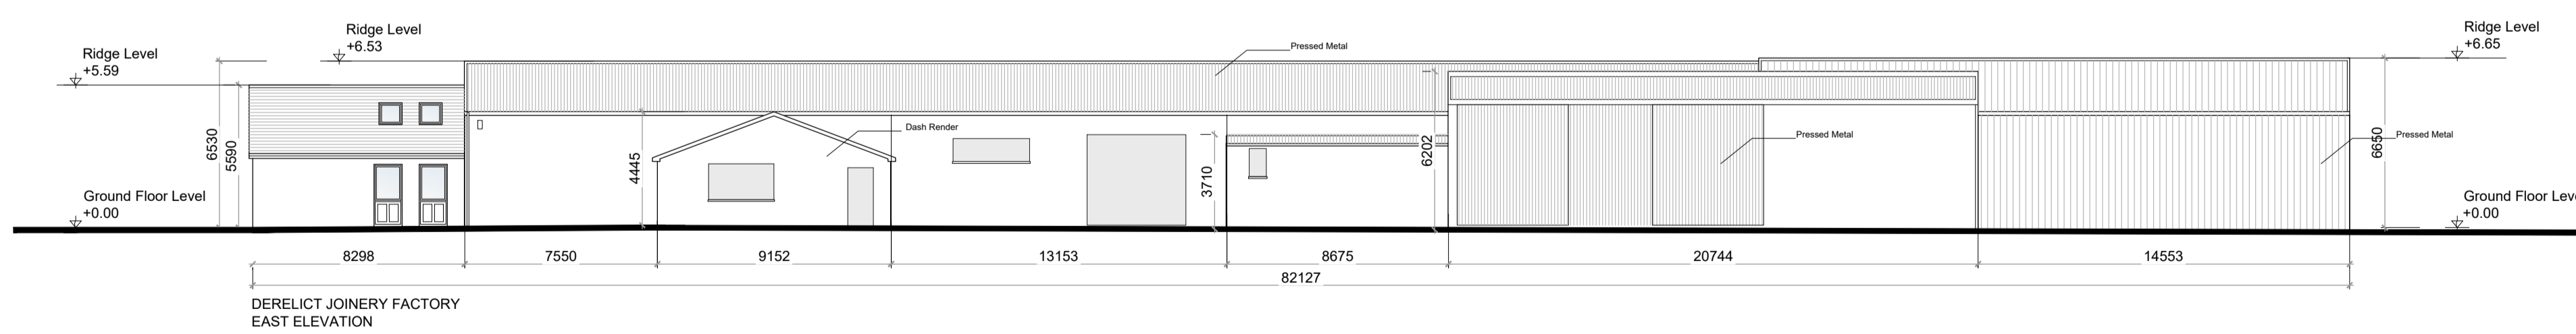 Ridge Level
+5.59
Ridge Level
+6.53
Pressed Metal
Ridge Level
+6.65
Dash Render
Pressed Metal
Pressed Metal
6530
5590
4445
3710
6202
6650
Ground Floor Level
+0.00
Ground Floor Lev
+0.00
8298
7550
9152
13153
8675
20744
14553
82127
DERELICT JOINERY FACTORY
EAST ELEVATION